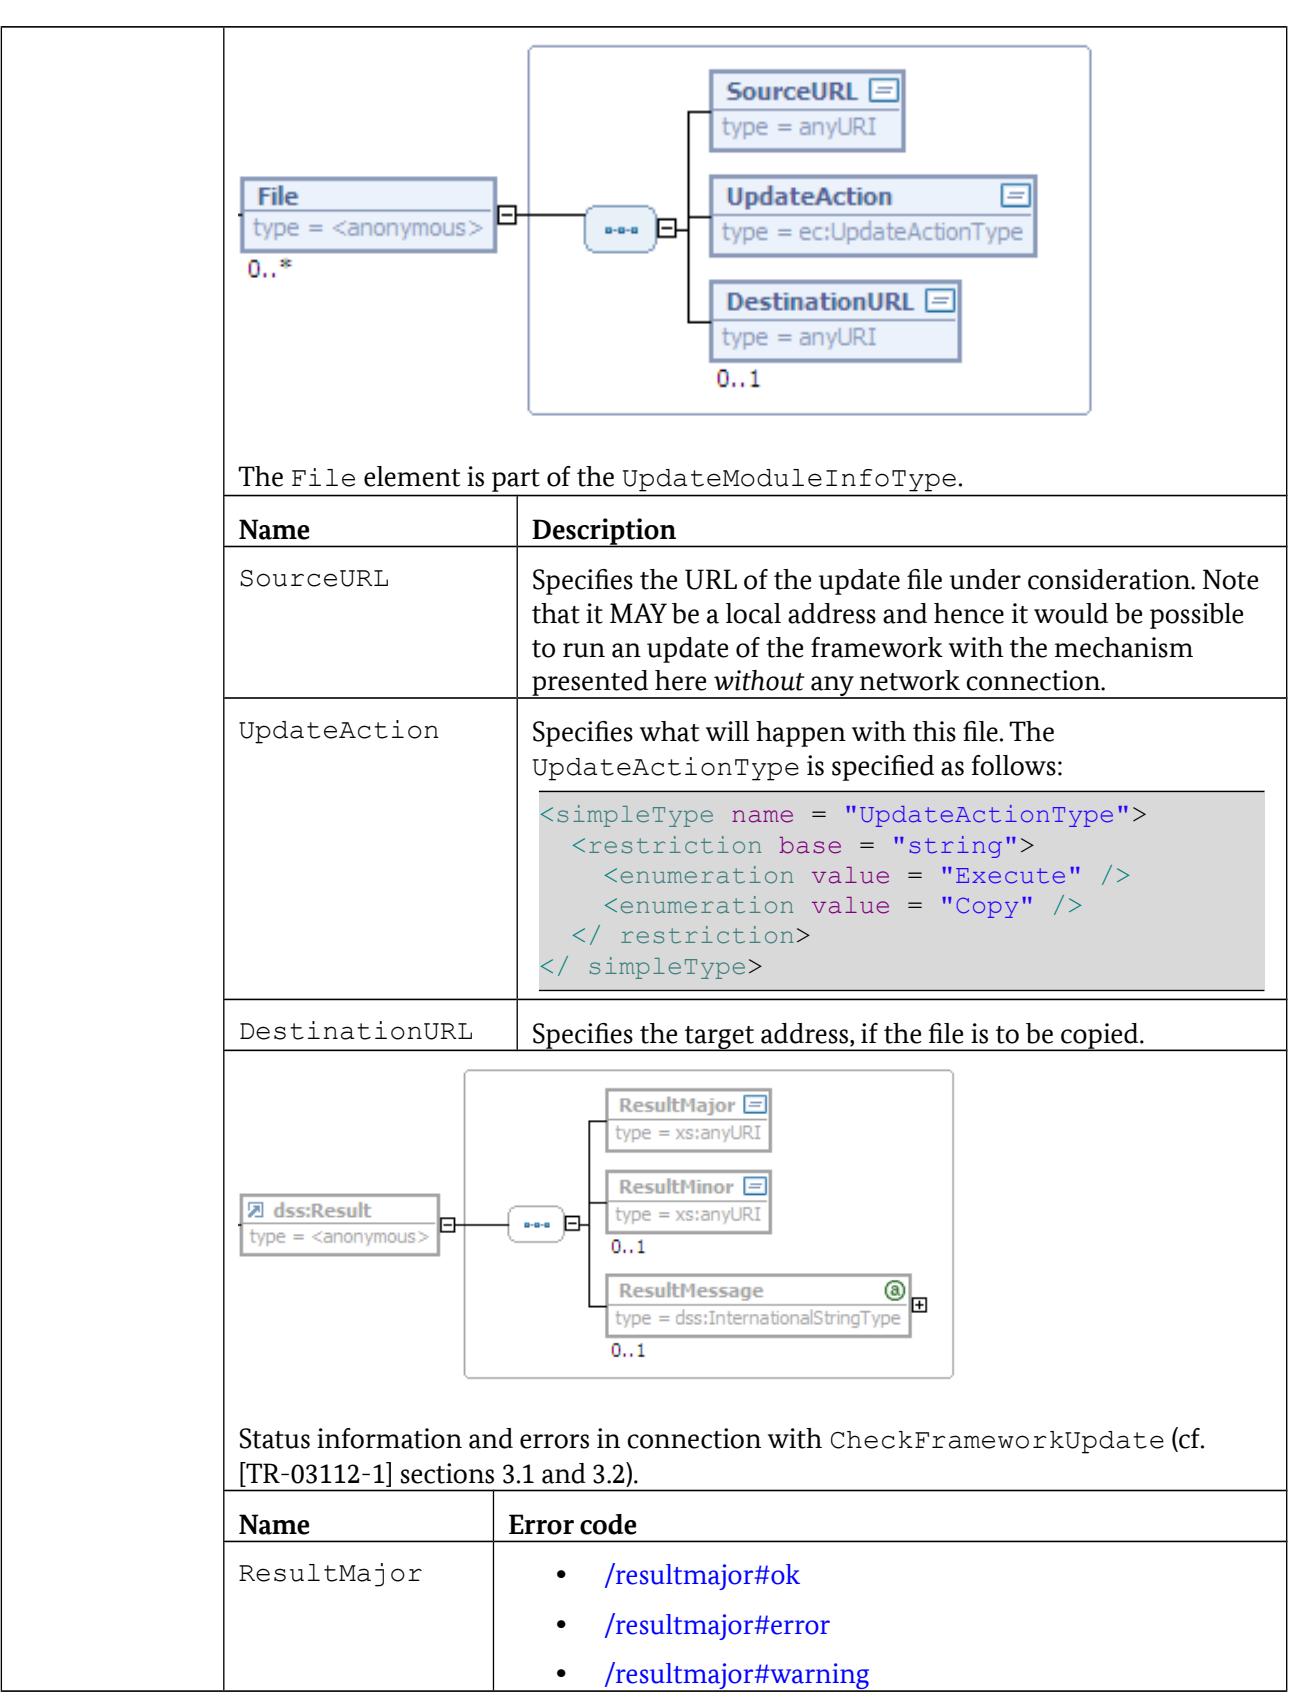 SourceURL
type = anyURI
File
type = <anonymous>
0..*
UpdateAction
type = ec:UpdateActionType
DestinationURL
type = anyURI
0..1
The File element is part of the UpdateModuleInfoType.
Name Description
SourceURL Specifies the URL of the update file under consideration. Note
that it MAY be a local address and hence it would be possible
to run an update of the framework with the mechanism
presented here without any network connection.
UpdateAction Specifies what will happen with this file. The
UpdateActionType is specified as follows:
<simpleType name = "UpdateActionType">
<restriction base = "string">
<enumeration value = "Execute" />
<enumeration value = "Copy" />
</ restriction>
</ simpleType>
DestinationURL Specifies the target address, if the file is to be copied.
ResultMajor
type = xs:anyURI
dss:Result
type = <anonymous>
ResultMinor
type = xs:anyURI
0..1
ResultMessage
type = dss:InternationalStringType
0..1
Status information and errors in connection with CheckFrameworkUpdate (cf.
[TR-03112-1] sections 3.1 and 3.2).
Name Error code
ResultMajor • /resultmajor#ok
• /resultmajor#error
• /resultmajor#warning